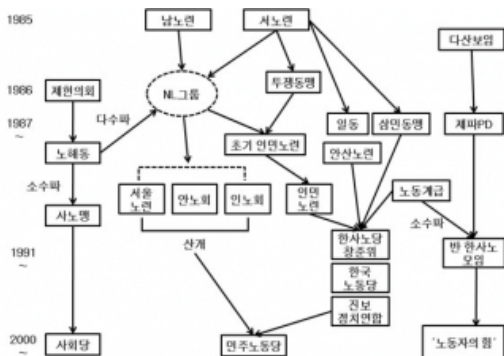 1985
남노련
서노련
다산보임
1986
~
제헌의회
NL그룹
투쟁동맹
1987
~
다수파
일동
삼민동맹
제파PD
노해동
초기 인민노련
안산노련
소수파
서울
노련
안노회
인노회
인민
노련
노동계급
사노맹
소수파
산개
한사노당
창준위
1991
~
반 한사노
모임
한국
노동당
진보
정치연합
2000
~
사회당
민주노동당
'노동자의 힘'